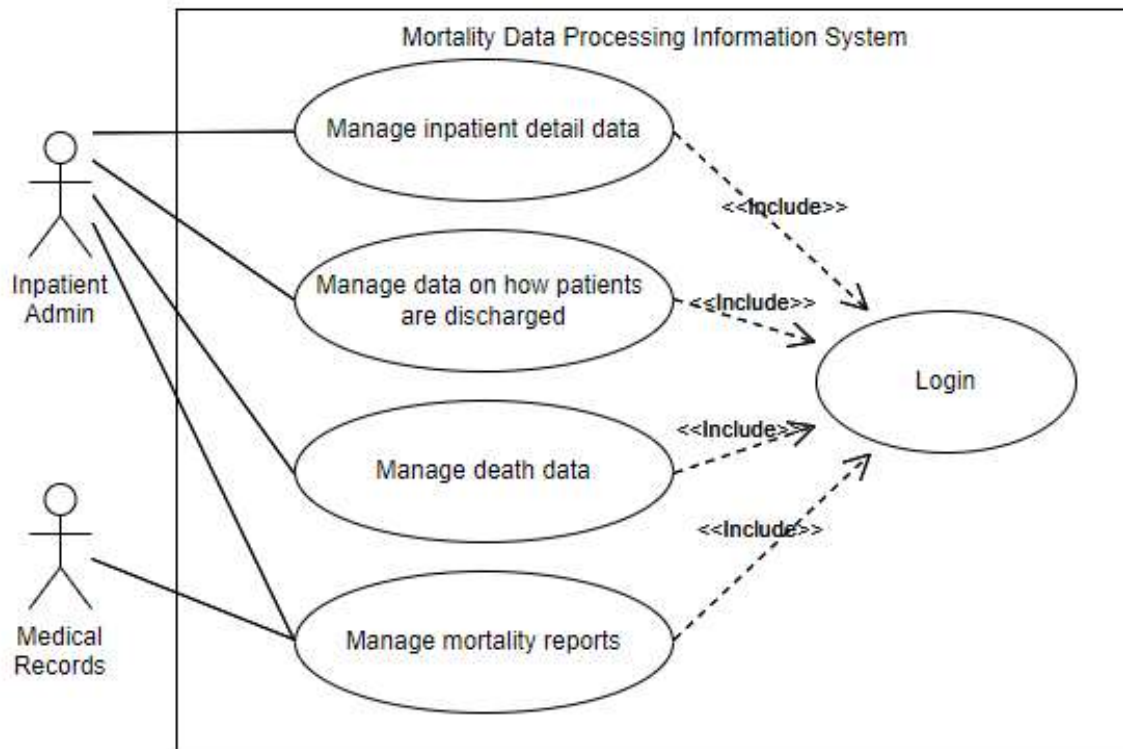 Mortality Data Processing Information System
Manage inpatient detail data
<<Include>>
Inpatient
Admin
Manage data on how patients
are discharged
<<Include>>
Login
Manage death data
<<Include>>
<<Include>>
Medical
Records
Manage mortality reports